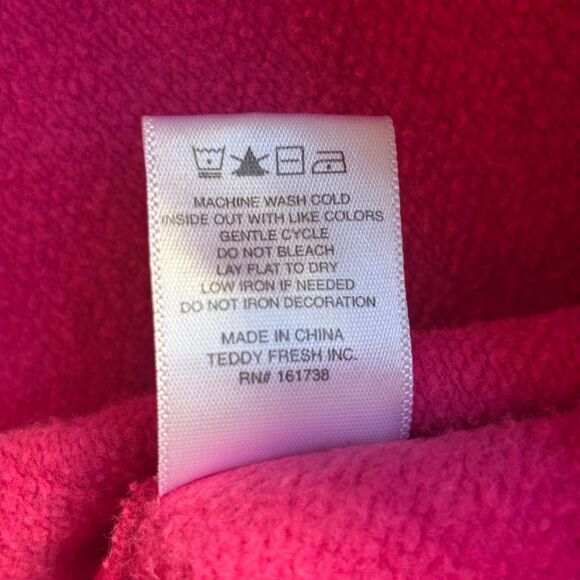 MACHINE WASH COLD
INSIDE OUT WITH LIKE COLORS
GENTLE CYCLE
DO NOT BLEACH
LAY FLAT TO DRY
LOW IRON IF NEEDED
DO NOT IRON DECORATION
MADE IN CHINA
TEDDY FRESH INC.
RN# 161738